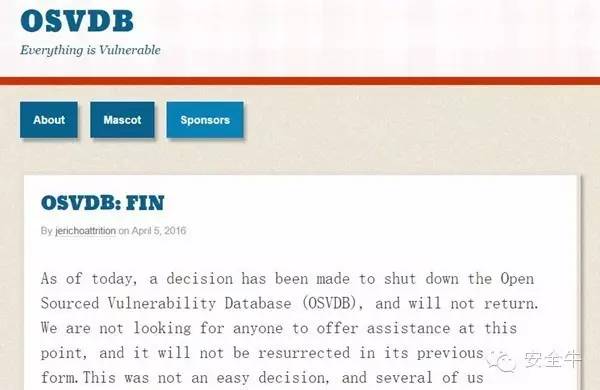 OSVDB
Everything is Vulnerable
About
Mascot
Sponsors
OSVDB: FIN
By jerichoattrition on April 5, 2016
As of today, a decision has been made to shut down the Open
Sourced Vulnerability Database (OSVDB), and will not return.
We are not looking for anyone to offer assistance at this
point, and it will not be resurrected in its previous
form.This was not an easy decision, and several of us
安全牛